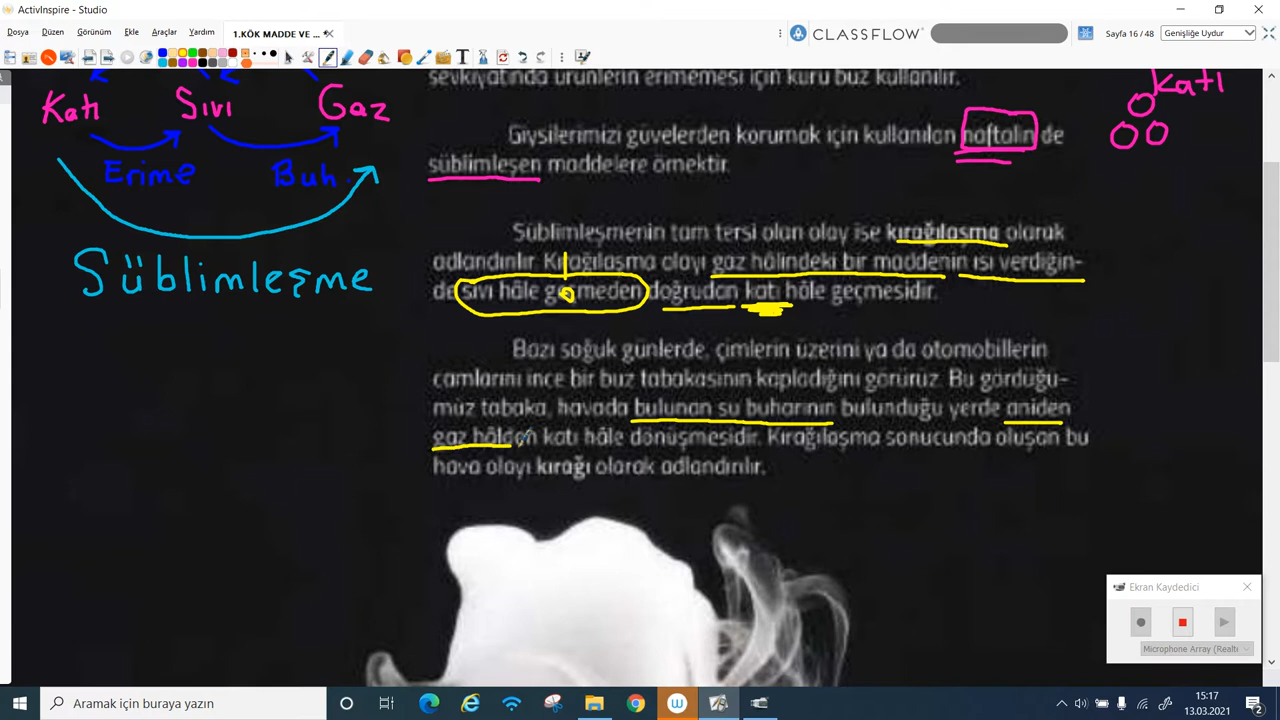 ActivInspire - Studio
Dosya Düzen Görünüm Ekle Araçlar Yardım 1.KÖK MADDE VE ... CLASSFLOW Sayfa 16 / 48 Genişliğine Uydur
sevkiyatında ürünlerin erimemesi için kuru buz kullanılır.
Katı Sıvı Gaz
Erime Buh.
Süblimleşme
katı
Giysilerimizi güvelerden korumak için kullanılan naftalin de
süblimleşen maddelere örnektir.
Süblimleşmenin tam tersi olan olay ise kırağılaşma olarak
adlandırılır. Kırağılaşma olayı gaz hâlindeki bir maddenin ısı verdiğin-
de sıvı hâle geçmeden doğrudan katı hâle geçmesidir.
Bazı soğuk günlerde, çimlerin üzerini ya da otomobillerin
camlarını ince bir buz tabakasının kapladığını görürüz. Bu gördüğü-
müz tabaka, havada bulunan su buharının bulunduğu yerde aniden
gaz hâlden katı hâle dönüşmesidir. Kırağılaşma sonucunda oluşan bu
hava olayı kırağı olarak adlandırılır.
Ekran Kaydedici
Microphone Array (Realt
Aramak için buraya yazın
15:17
13.03.2021
2